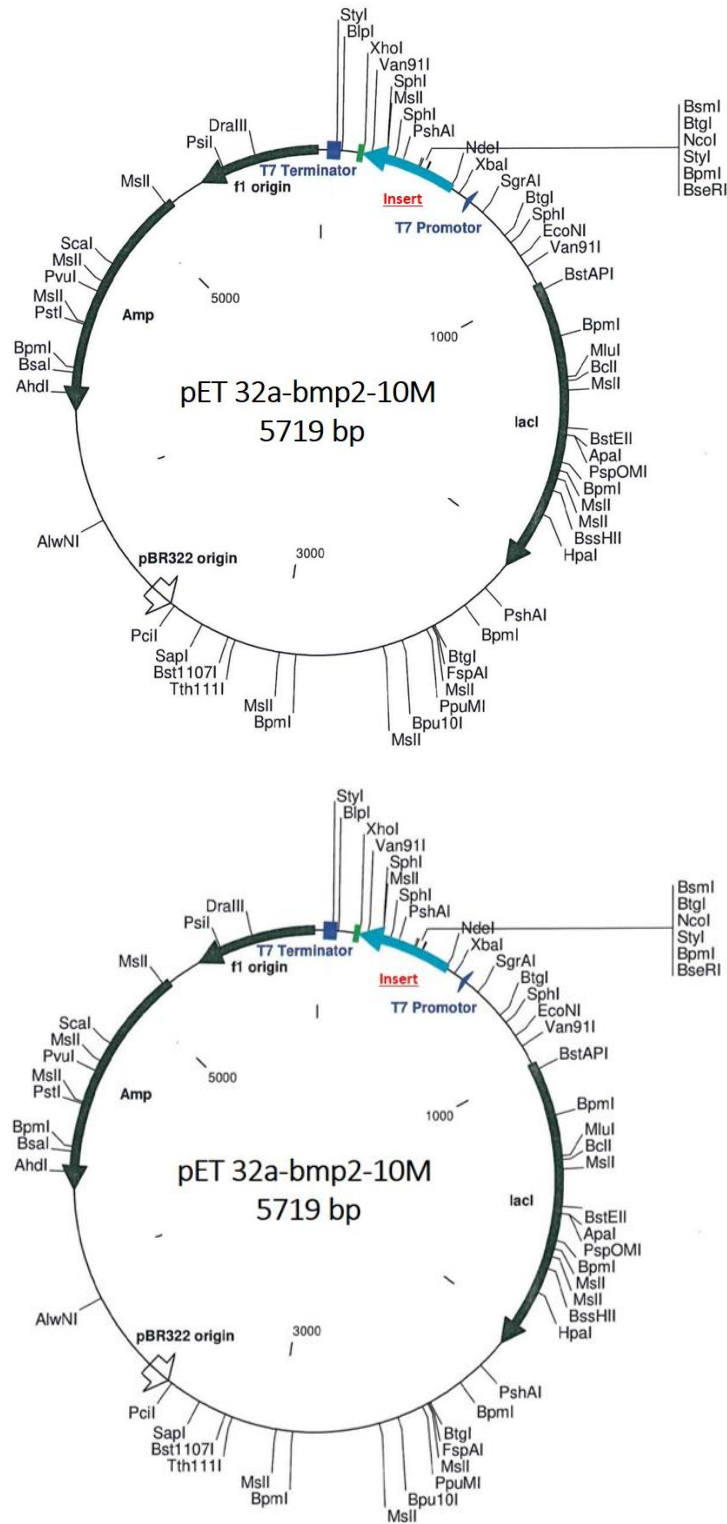 StyI
BlpI
XhoI
Van91I
SphI
MslI
SphI
PshAI
BsmI
BtgI
NcoI
StyI
BpmI
BseRI
DraIII
PsiI
MslI
T7 Terminator
f1 origin
Insert
NdeI
XbaI
SgrAI
T7 Promotor
BtgI
SphI
EcoNI
Van91I
BstAPI
ScaI
MslI
PvuI
MslI
PstI
Amp
5000
1000
BpmI
BpmI
BsaI
AhdI
MluI
BclI
MslI
pET 32a-bmp2-10M
5719 bp
lacI
BstEII
ApaI
PspOMI
BpmI
MslI
MslI
BssHII
HpaI
AlwNI
pBR322 origin
3000
PciI
SapI
Bst1107I
Tth111I
MslI
BpmI
PshAI
BpmI
BtgI
FspAI
MslI
PpuMI
Bpu10I
MslI
StyI
BlpI
XhoI
Van91I
SphI
MslI
SphI
PshAI
BsmI
BtgI
NcoI
StyI
BpmI
BseRI
DraIII
PsiI
MslI
T7 Terminator
f1 origin
Insert
NdeI
XbaI
SgrAI
T7 Promotor
BtgI
SphI
EcoNI
Van91I
BstAPI
ScaI
MslI
PvuI
MslI
PstI
Amp
5000
1000
BpmI
BpmI
BsaI
AhdI
MluI
BclI
MslI
pET 32a-bmp2-10M
5719 bp
lacI
BstEII
ApaI
PspOMI
BpmI
MslI
MslI
BssHII
HpaI
AlwNI
pBR322 origin
3000
PciI
SapI
Bst1107I
Tth111I
MslI
BpmI
PshAI
BpmI
BtgI
FspAI
MslI
PpuMI
Bpu10I
MslI